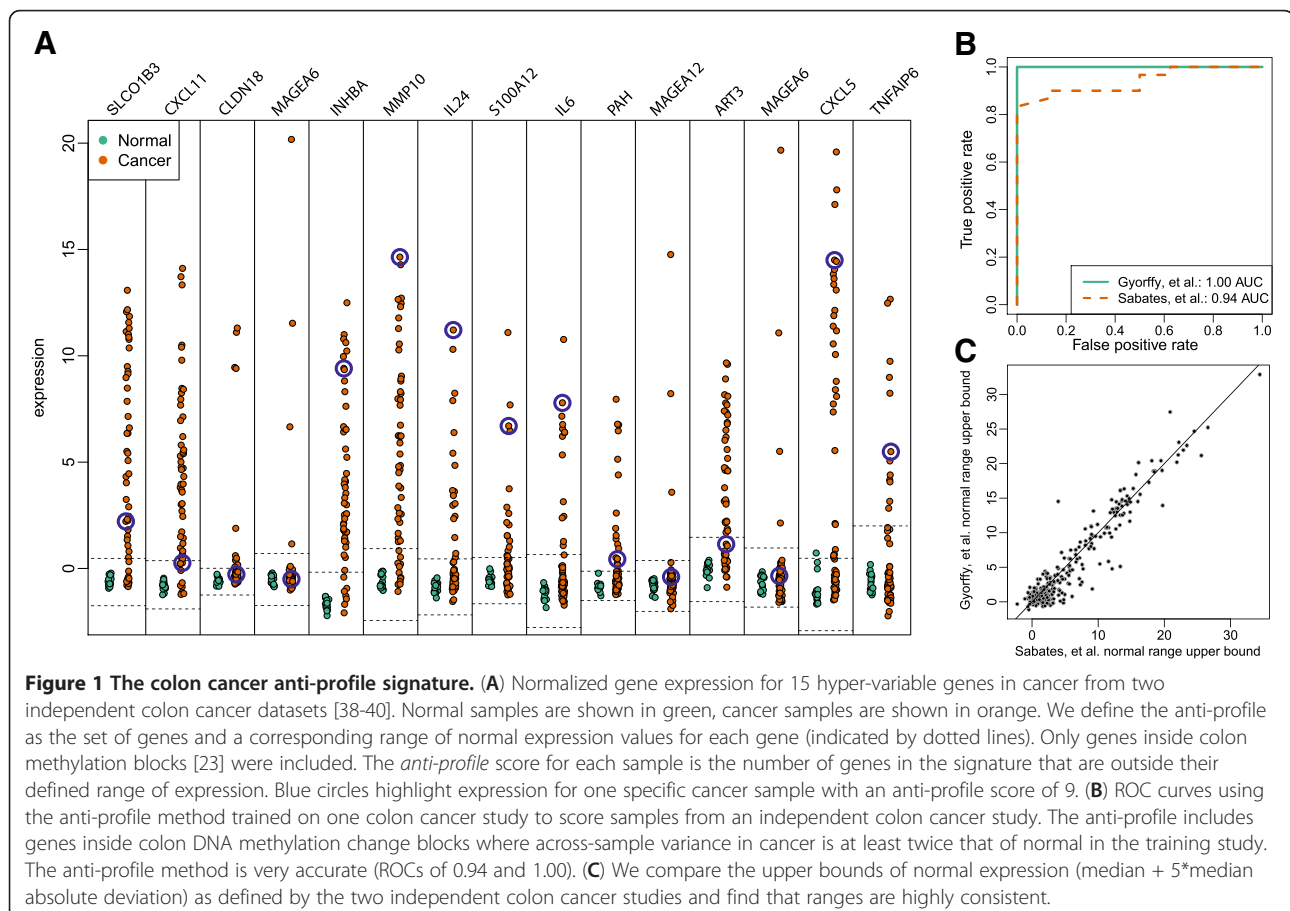 A
SLCO1B3 CXCL11 CLDN18 MAGEA6 INHBA MMP10 IL24 S100A12 IL6 PAH MAGEA12 ART3 MAGEA6 CXCL5 TNFAIP6
Normal
Cancer
20
15
10
5
0
expression
B
1.0
0.8
0.6
0.4
0.2
0.0
True positive rate
Gyorffy, et al.: 1.00 AUC
Sabates, et al.: 0.94 AUC
0.0 0.2 0.4 0.6 0.8 1.0
False positive rate
C
30
25
20
15
10
5
0
Gyorffy, et al. normal range upper bound
0 10 20 30
Sabates, et al. normal range upper bound
Figure 1 The colon cancer anti-profile signature. (A) Normalized gene expression for 15 hyper-variable genes in cancer from two
independent colon cancer datasets [38-40]. Normal samples are shown in green, cancer samples are shown in orange. We define the anti-profile
as the set of genes and a corresponding range of normal expression values for each gene (indicated by dotted lines). Only genes inside colon
methylation blocks [23] were included. The anti-profile score for each sample is the number of genes in the signature that are outside their
defined range of expression. Blue circles highlight expression for one specific cancer sample with an anti-profile score of 9. (B) ROC curves using
the anti-profile method trained on one colon cancer study to score samples from an independent colon cancer study. The anti-profile includes
genes inside colon DNA methylation change blocks where across-sample variance in cancer is at least twice that of normal in the training study.
The anti-profile method is very accurate (ROCs of 0.94 and 1.00). (C) We compare the upper bounds of normal expression (median + 5*median
absolute deviation) as defined by the two independent colon cancer studies and find that ranges are highly consistent.